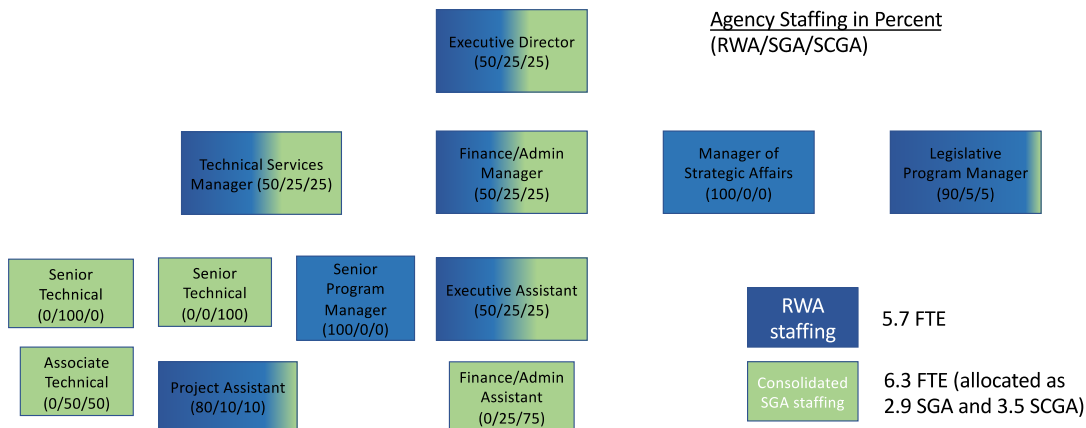 Agency Staffing in Percent
(RWA/SGA/SCGA)
Executive Director
(50/25/25)
Technical Services
Manager (50/25/25)
Finance/Admin
Manager
(50/25/25)
Manager of
Strategic Affairs
(100/0/0)
Legislative
Program Manager
(90/5/5)
Senior
Technical
(0/100/0)
Senior
Technical
(0/0/100)
Senior
Program
Manager
(100/0/0)
Executive Assistant
(50/25/25)
Associate
Technical
(0/50/50)
Project Assistant
(80/10/10)
Finance/Admin
Assistant
(0/25/75)
RWA
staffing
5.7 FTE
Consolidated
SGA staffing
6.3 FTE (allocated as
2.9 SGA and 3.5 SCGA)